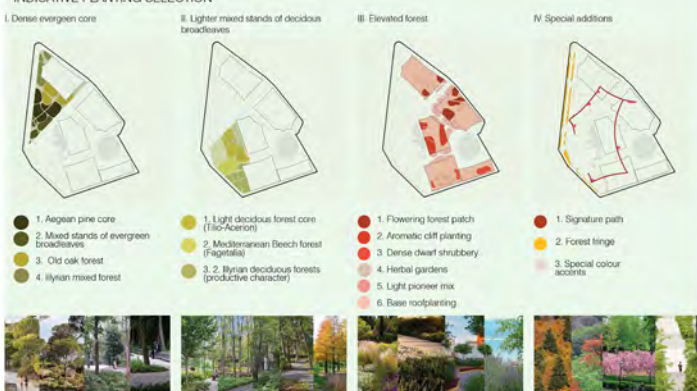 INDICATIVE PLANTING SELECTION
I. Dense evergeen core
II. Lighter mixed stands of decidous
broadleaves
III. Elevated forest
IV. Special additions
1. Aegean pine core
2. Mixed stands of evergreen
broadleaves
3. Old oak forest
4. Illyrian mixed forest
1. Light decidous forest core
(Tilio-Acerion)
2. Mediterranean Beech forest
(Fagetalia)
3. 2. Illyrian deciduous forests
(productive character)
1. Flowering forest patch
2. Aromatic cliff planting
3. Dense dwarf shrubbery
4. Herbal gardens
5. Light pioneer mix
6. Base roofplanting
1. Signature path
2. Forest fringe
3. Special colour
accents